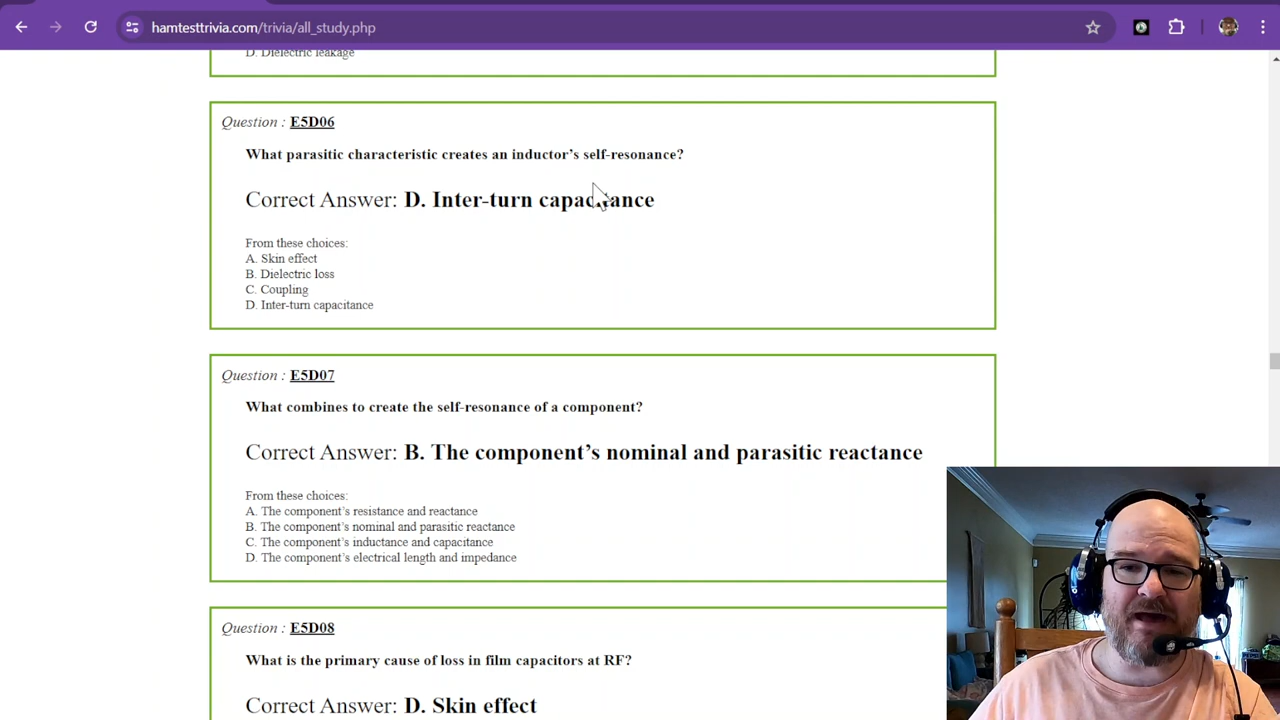 hamtesttrivia.com/trivia/all_study.php
D. Dielectric leakage
Question : E5D06
What parasitic characteristic creates an inductor’s self-resonance?
Correct Answer: D. Inter-turn capacitance
From these choices:
A. Skin effect
B. Dielectric loss
C. Coupling
D. Inter-turn capacitance
Question : E5D07
What combines to create the self-resonance of a component?
Correct Answer: B. The component’s nominal and parasitic reactance
From these choices:
A. The component’s resistance and reactance
B. The component’s nominal and parasitic reactance
C. The component’s inductance and capacitance
D. The component’s electrical length and impedance
Question : E5D08
What is the primary cause of loss in film capacitors at RF?
Correct Answer: D. Skin effect